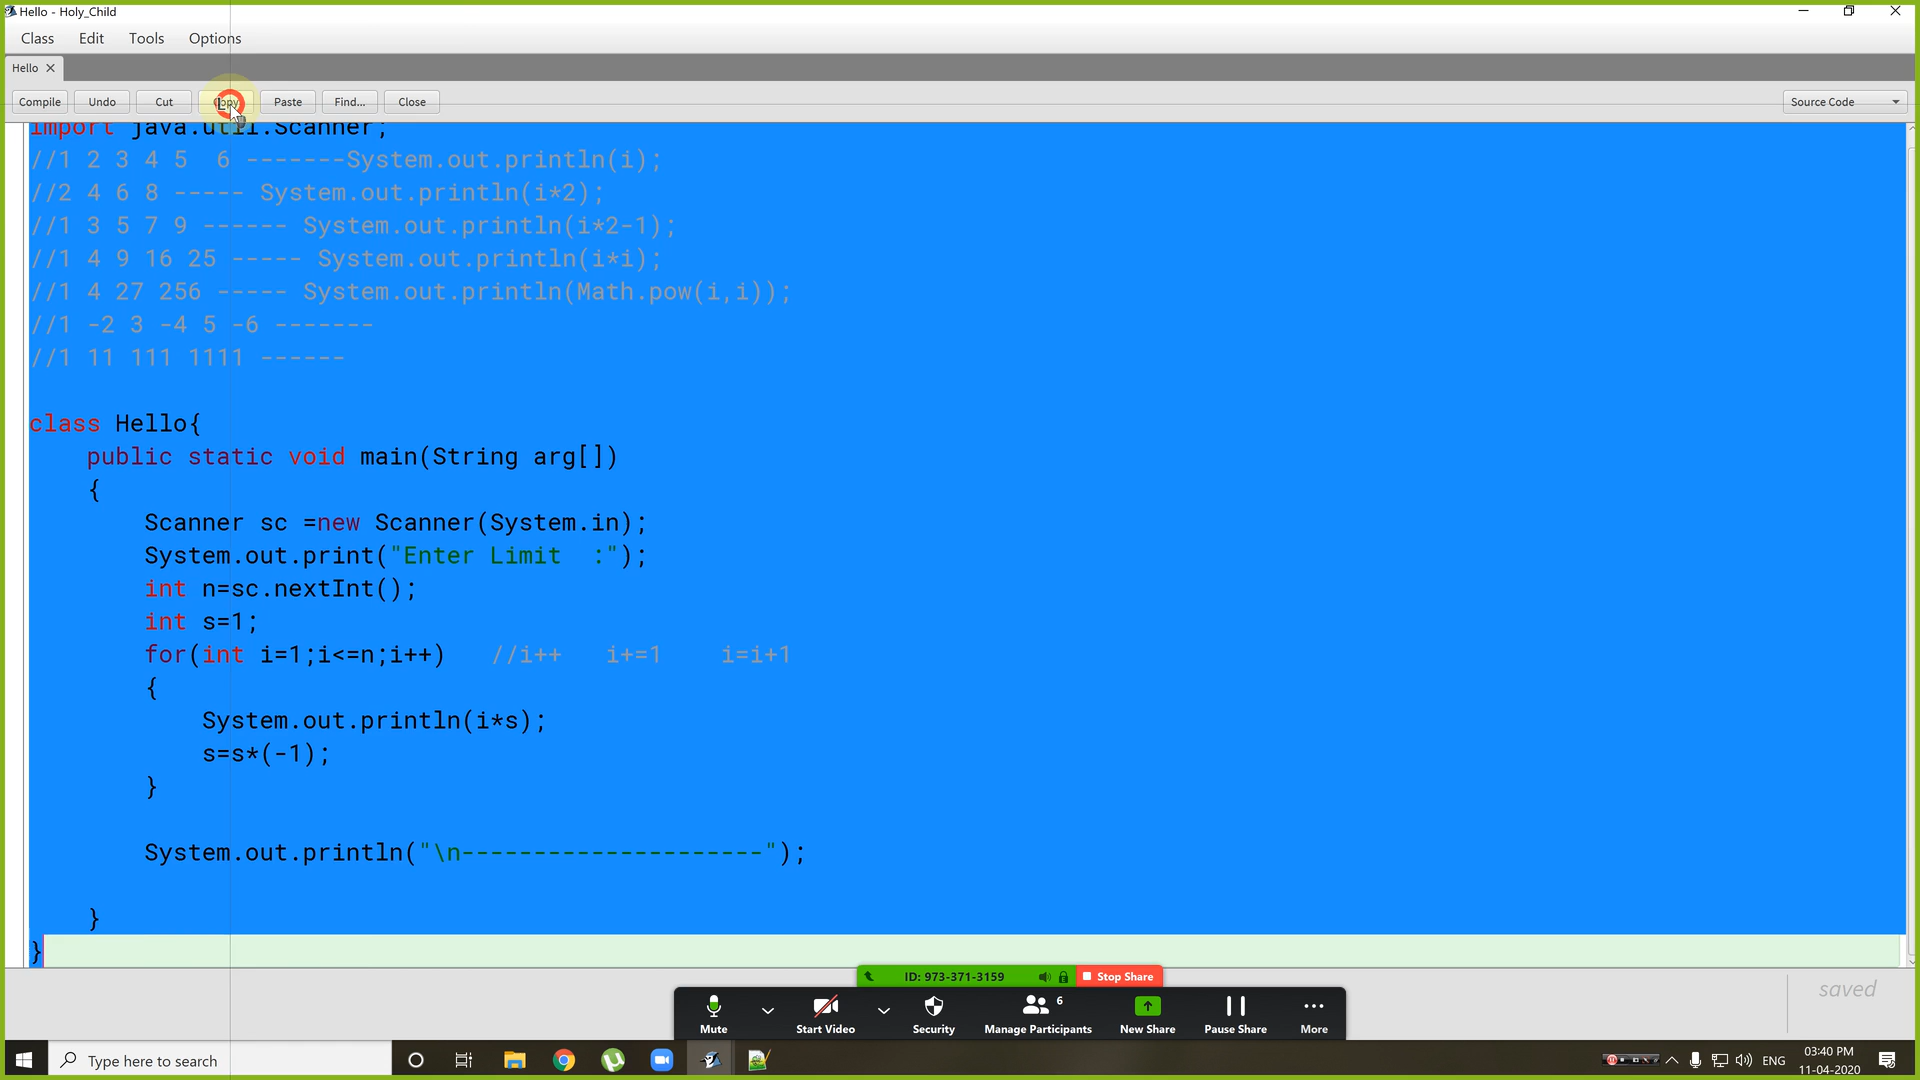 Hello - Holy_Child
Class Edit Tools Options
Hello
Compile Undo Cut Copy Paste Find... Close Source Code
import java.util.Scanner;
//1 2 3 4 5  6 -------System.out.println(i);
//2 4 6 8 ----- System.out.println(i*2);
//1 3 5 7 9 ------ System.out.println(i*2-1);
//1 4 9 16 25 ----- System.out.println(i*i);
//1 4 27 256 ----- System.out.println(Math.pow(i,i));
//1 -2 3 -4 5 -6 -------
//1 11 111 1111 ------
class Hello{
public static void main(String arg[])
{
Scanner sc =new Scanner(System.in);
System.out.print("Enter Limit  :");
int n=sc.nextInt();
int s=1;
for(int i=1;i<=n;i++)   //i++   i+=1    i=i+1
{
System.out.println(i*s);
s=s*(-1);
}
System.out.println("\n---------------------");
}
}
ID: 973-371-3159 Stop Share
saved
6
Mute Start Video Security Manage Participants New Share Pause Share More
Type here to search
ENG
03:40 PM
11-04-2020